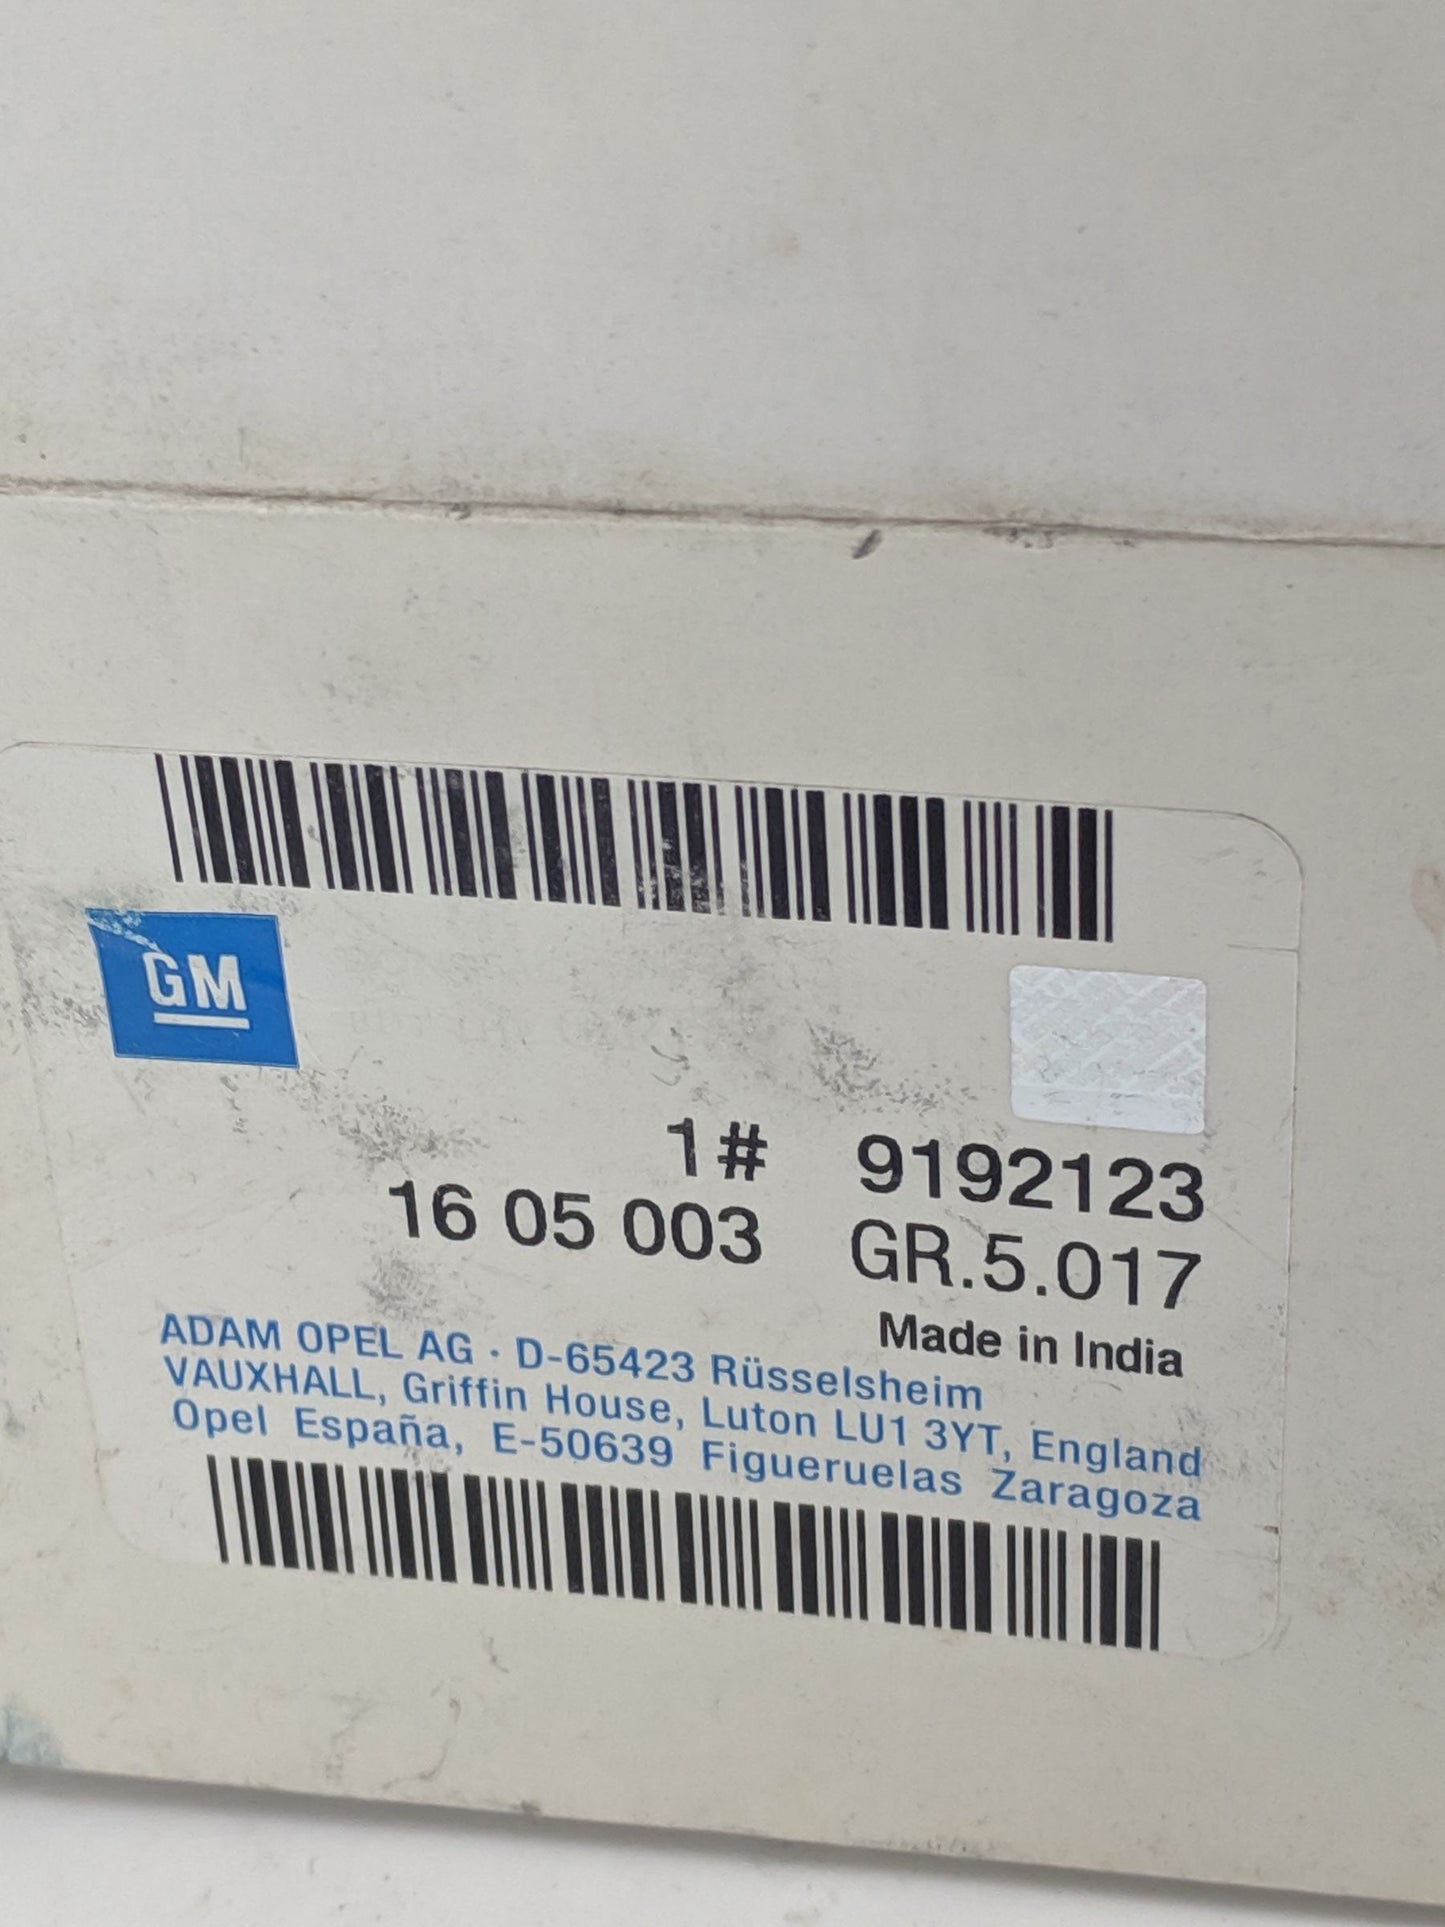 GM
1# 9192123
16 05 003 GR.5.017
Made in India
ADAM OPEL AG · D-65423 Rüsselsheim
VAUXHALL, Griffin House, Luton LU1 3YT, England
Opel España, E-50639 Figueruelas Zaragoza